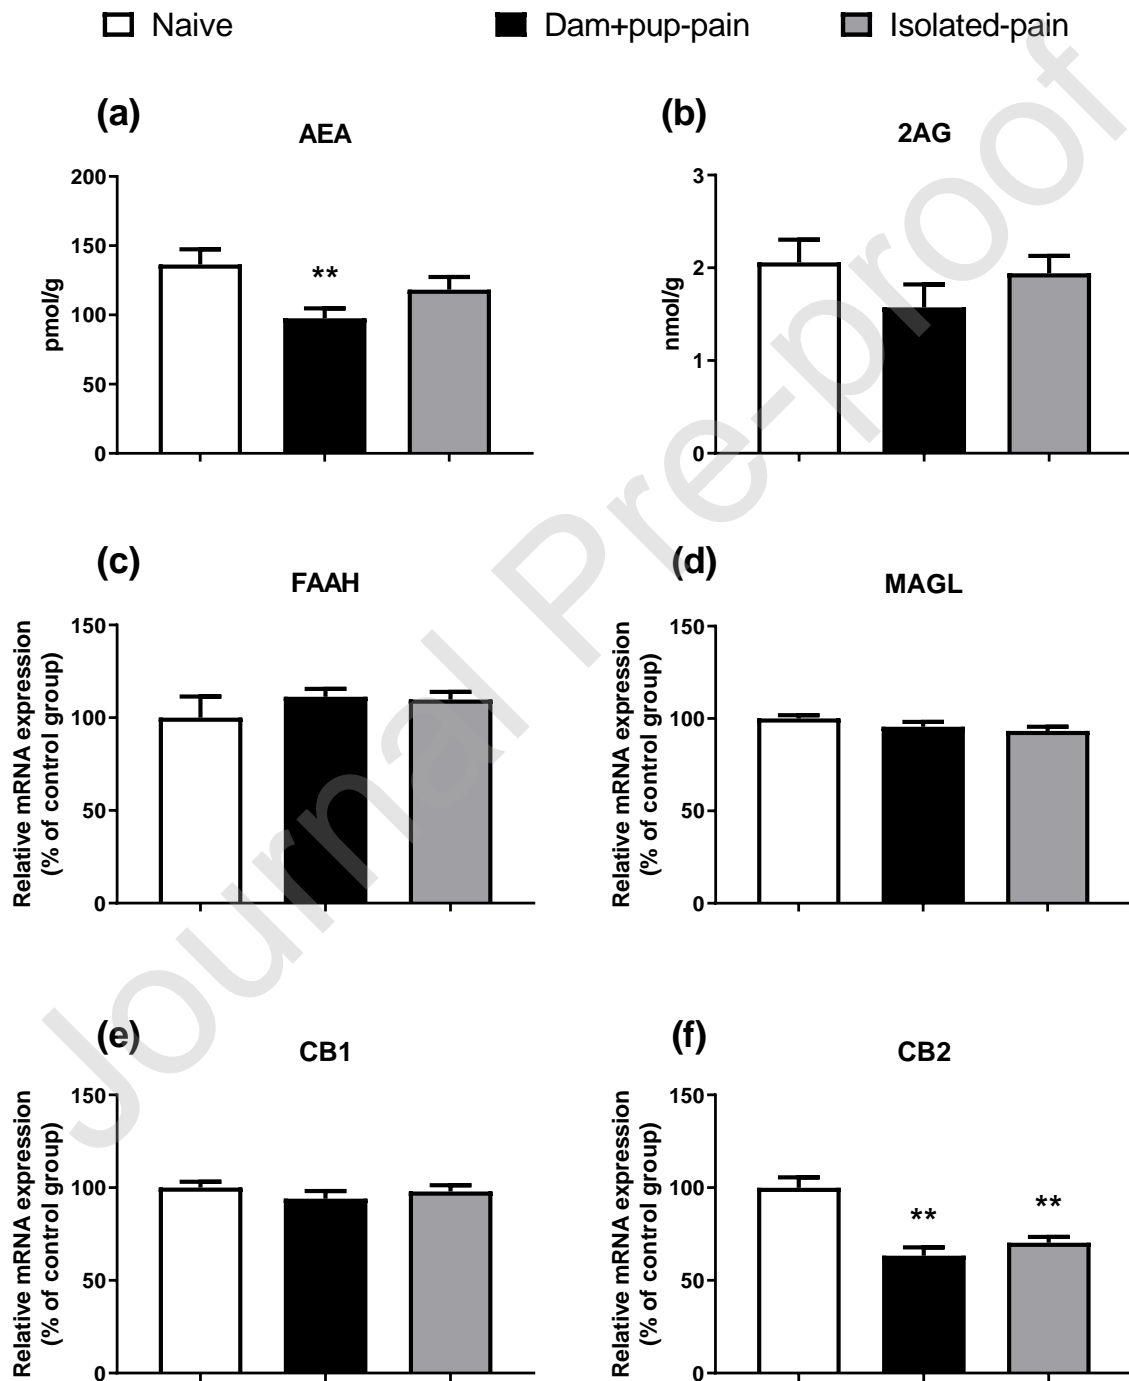 Naive
Dam+pup-pain
Isolated-pain
(a)
AEA
200
150
100
50
0
pmol/g
**
(b)
2AG
3
2
1
0
nmol/g
(c)
FAAH
150
100
50
0
Relative mRNA expression
(% of control group)
(d)
MAGL
150
100
50
0
Relative mRNA expression
(% of control group)
(e)
CB1
150
100
50
0
Relative mRNA expression
(% of control group)
(f)
CB2
150
100
50
0
Relative mRNA expression
(% of control group)
**
**
Journal Pre-proof